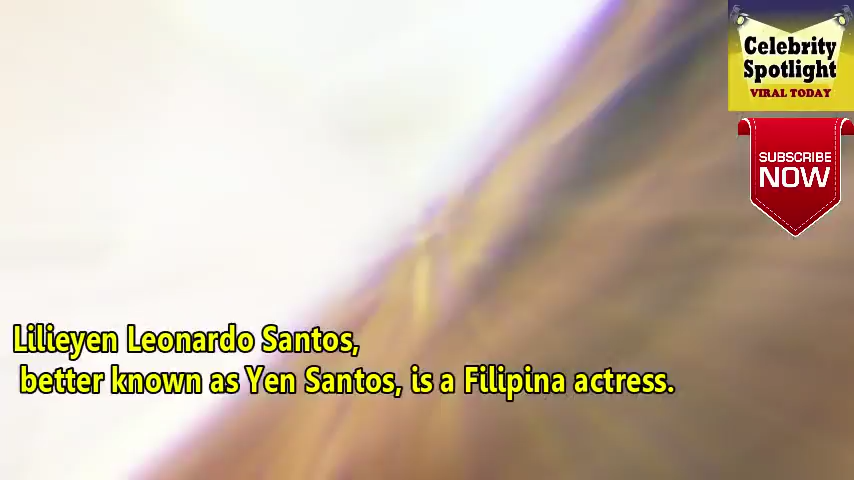 Celebrity
Spotlight
VIRAL TODAY
SUBSCRIBE
NOW
Lilieyen Leonardo Santos,
better known as Yen Santos, is a Filipina actress.